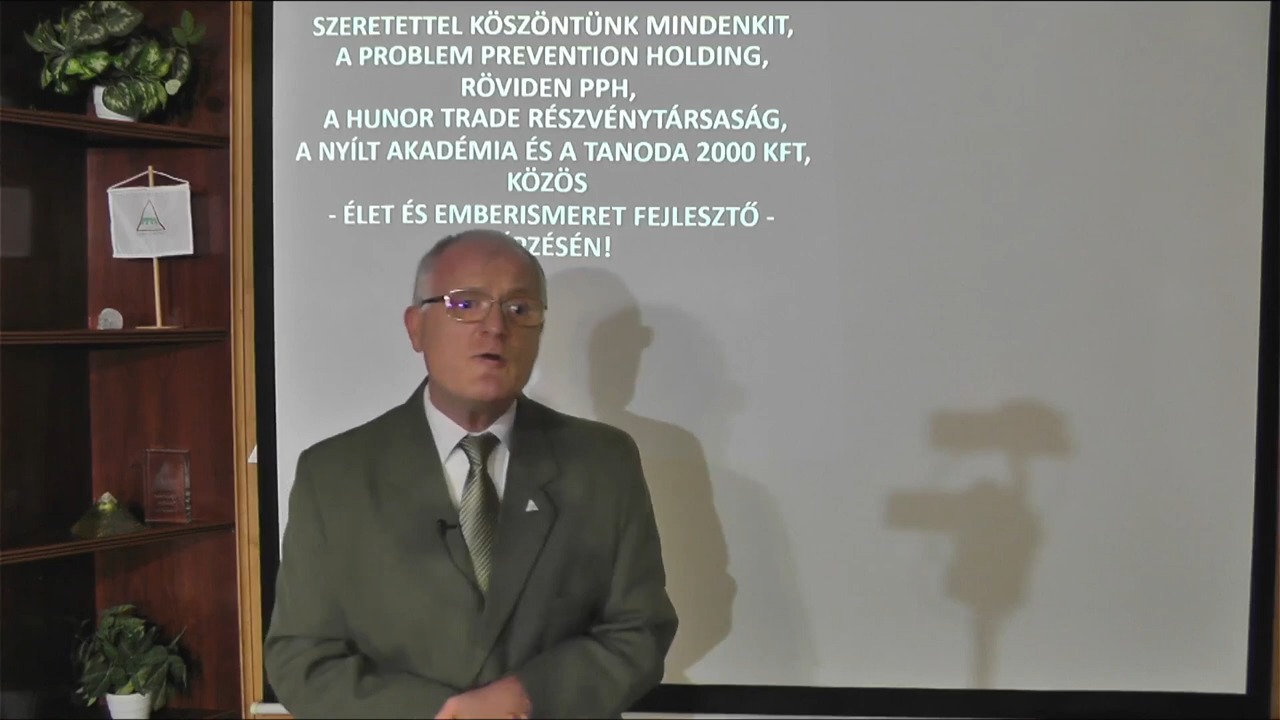 SZERETETTEL KÖSZÖNTÜNK MINDENKIT,
A PROBLEM PREVENTION HOLDING,
RÖVIDEN PPH,
A HUNOR TRADE RÉSZVÉNYTÁRSASÁG,
A NYÍLT AKADÉMIA ÉS A TANODA 2000 KFT,
KÖZÖS
- ÉLET ÉS EMBERISMERET FEJLESZTŐ -